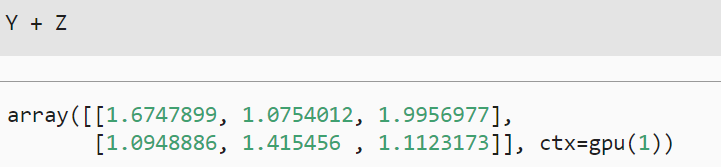 Y + Z
array([[1.6747899, 1.0754012, 1.9956977],
       [1.0948886, 1.415456 , 1.1123173]], ctx=gpu(1))